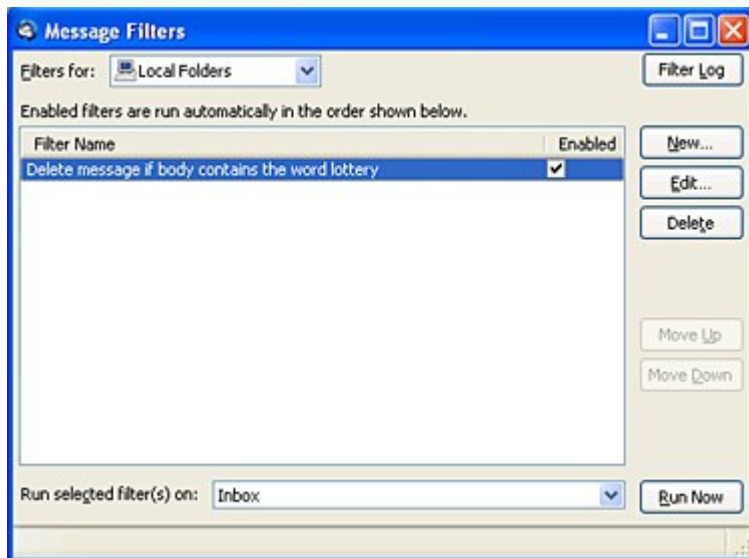 Message Filters
Filters for: Local Folders
Filter Log
Enabled filters are run automatically in the order shown below.
Filter Name Enabled
New...
Delete message if body contains the word lottery
Edit...
Delete
Move Up
Move Down
Run selected filter(s) on: Inbox
Run Now